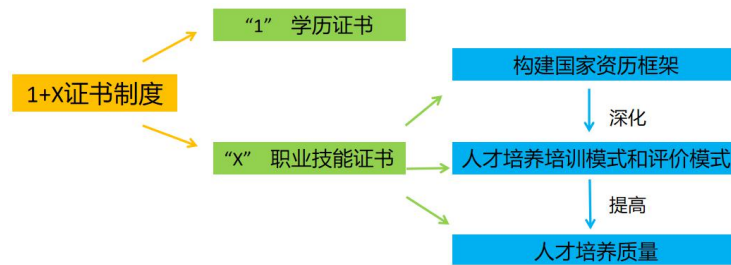 “1” 学历证书
构建国家资历框架
1+X证书制度
深化
“X” 职业技能证书
人才培养培训模式和评价模式
提高
人才培养质量